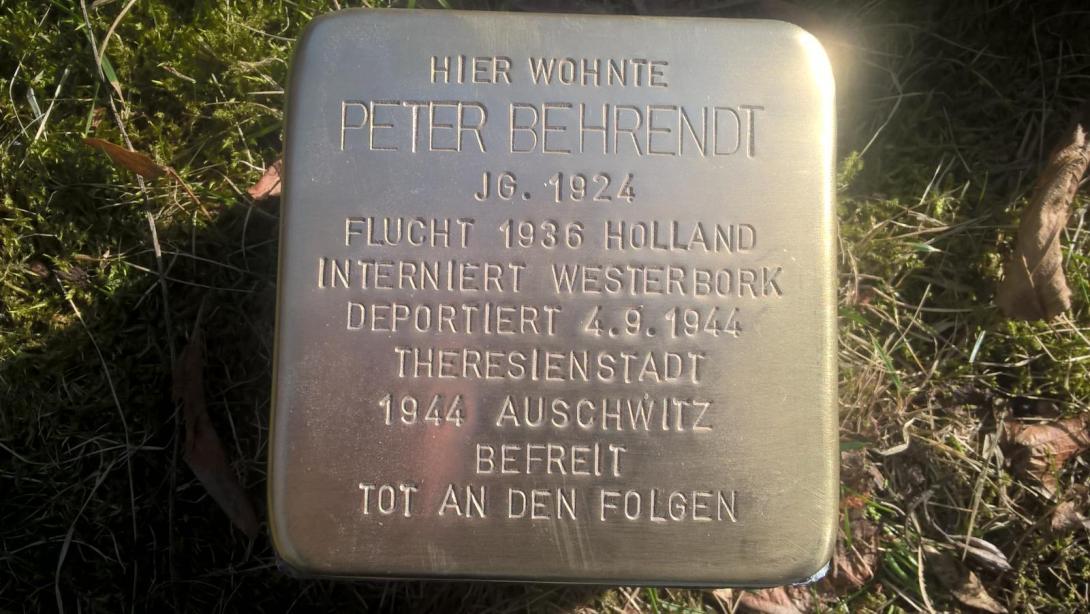 HIER WOHNTE
PETER BEHRENDT
JG. 1924
FLUCHT 1936 HOLLAND
INTERNIERT WESTERBORK
DEPORTIERT 4.9.1944
THERESIENSTADT
1944 AUSCHWITZ
BEFREIT
TOT AN DEN FOLGEN